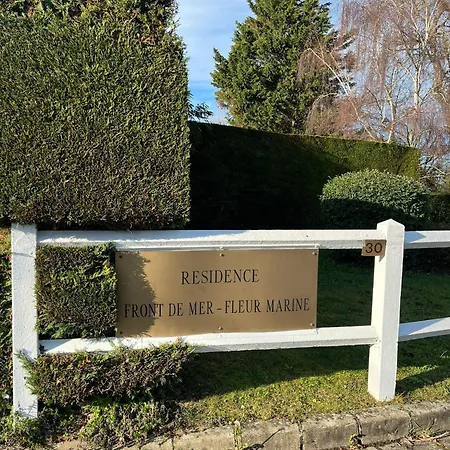 30
RESIDENCE
FRONT DE MER - FLEUR MARINE